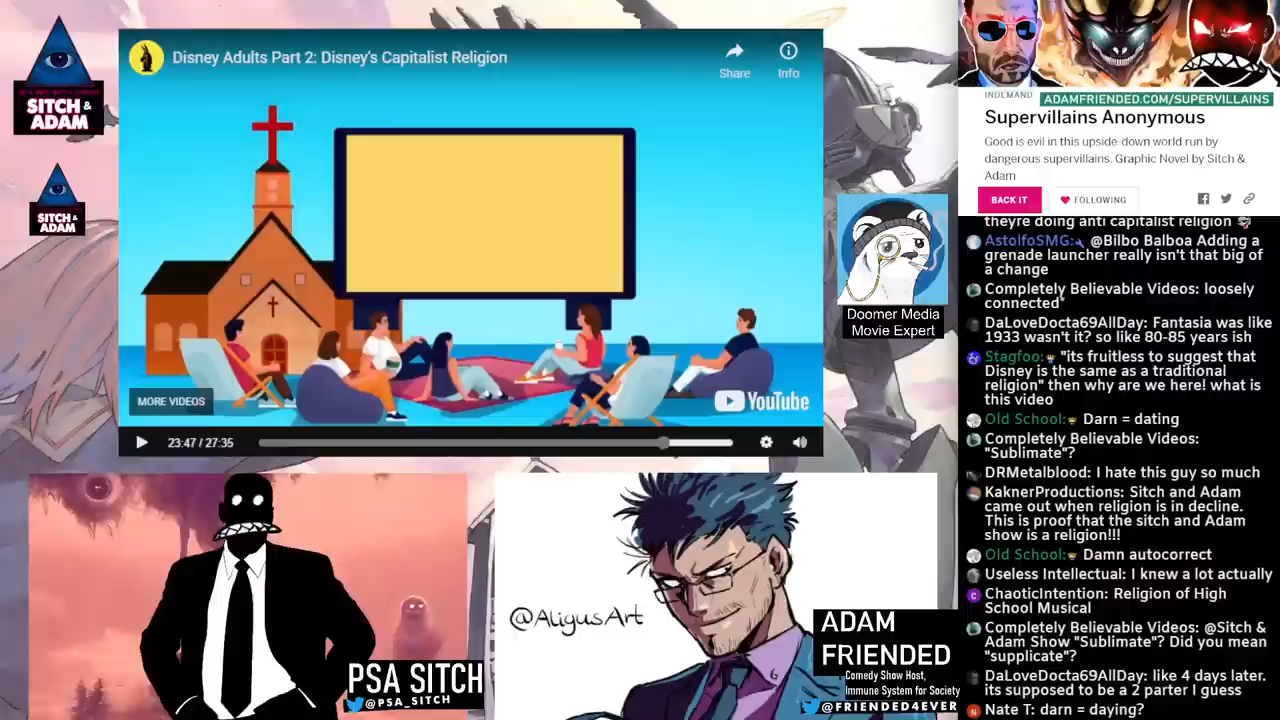 SITCH &
ADAM
SITCH &
ADAM
Disney Adults Part 2: Disney's Capitalist Religion
Share
Info
MORE VIDEOS
YouTube
23:47 / 27:35
Doomer Media
Movie Expert
@AligusArt
PSA SITCH
@PSA_SITCH
ADAM
FRIENDED
Comedy Show Host,
Immune System for Society
@FRIENDED4EVER
INDEMAND
ADAMFRIENDED.COM/SUPERVILLAINS
Supervillains Anonymous
Good is evil in this upside-down world run by
dangerous supervillains. Graphic Novel by Sitch &
Adam
BACK IT
FOLLOWING
theyre doing anti capitalist religion
AstolfoSMG: @Bilbo Balboa Adding a
grenade launcher really isn't that big of
a change
Completely Believable Videos: loosely
connected*
DaLoveDocta69AllDay: Fantasia was like
1933 wasn't it? so like 80-85 years ish
Stagfoo: "its fruitless to suggest that
Disney is the same as a traditional
religion" then why are we here! what is
this video
Old School: Darn = dating
Completely Believable Videos:
"Sublimate"?
DRMetalblood: I hate this guy so much
KaknerProductions: Sitch and Adam
came out when religion is in decline.
This is proof that the sitch and Adam
show is a religion!!!
Old School: Damn autocorrect
Useless Intellectual: I knew a lot actually
ChaoticIntention: Religion of High
School Musical
Completely Believable Videos: @Sitch &
Adam Show "Sublimate"? Did you mean
"supplicate"?
DaLoveDocta69AllDay: like 4 days later.
its supposed to be a 2 parter I guess
Nate T: darn = daying?